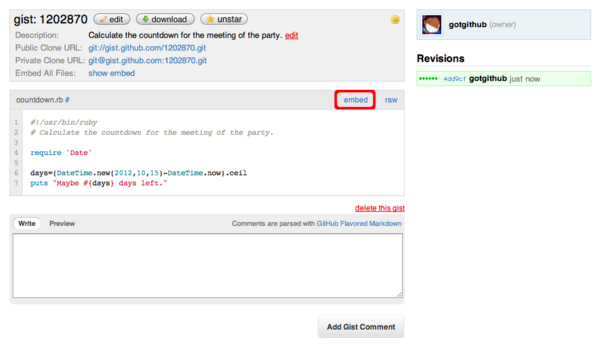 gist: 1202870 edit download unstar
Description: Calculate the countdown for the meeting of the party. edit
Public Clone URL: git://gist.github.com/1202870.git
Private Clone URL: git@gist.github.com:1202870.git
Embed All Files: show embed
countdown.rb # embed raw
1 #!/usr/bin/ruby
2 # Calculate the countdown for the meeting of the party.
3
4 require 'Date'
5
6 days=(DateTime.new(2012,10,15)-DateTime.now).ceil
7 puts "Maybe #{days} days left."
delete this gist
Write Preview Comments are parsed with GitHub Flavored Markdown
Add Gist Comment
gotgithub (owner)
Revisions
4dd9cf gotgithub just now